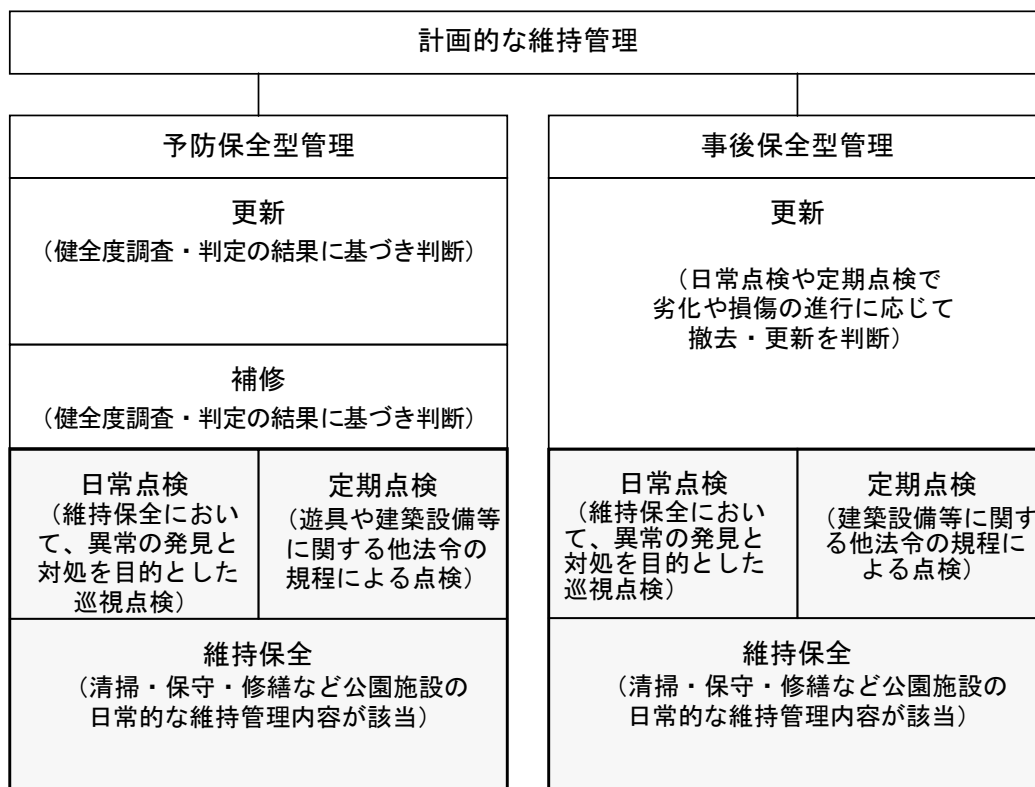 計画的な維持管理
予防保全型管理
更新
（健全度調査・判定の結果に基づき判断）
補修
（健全度調査・判定の結果に基づき判断）
日常点検
（維持保全におい
て、異常の発見と
対処を目的とした
巡視点検）
定期点検
（遊具や建築設備等
に関する他法令の
規程による点検）
維持保全
（清掃・保守・修繕など公園施設の
日常的な維持管理内容が該当）
事後保全型管理
更新
（日常点検や定期点検で
劣化や損傷の進行に応じて
撤去・更新を判断）
日常点検
（維持保全におい
て、異常の発見と
対処を目的とした
巡視点検）
定期点検
（建築設備等に関す
る他法令の規程に
よる点検）
維持保全
（清掃・保守・修繕など公園施設の
日常的な維持管理内容が該当）